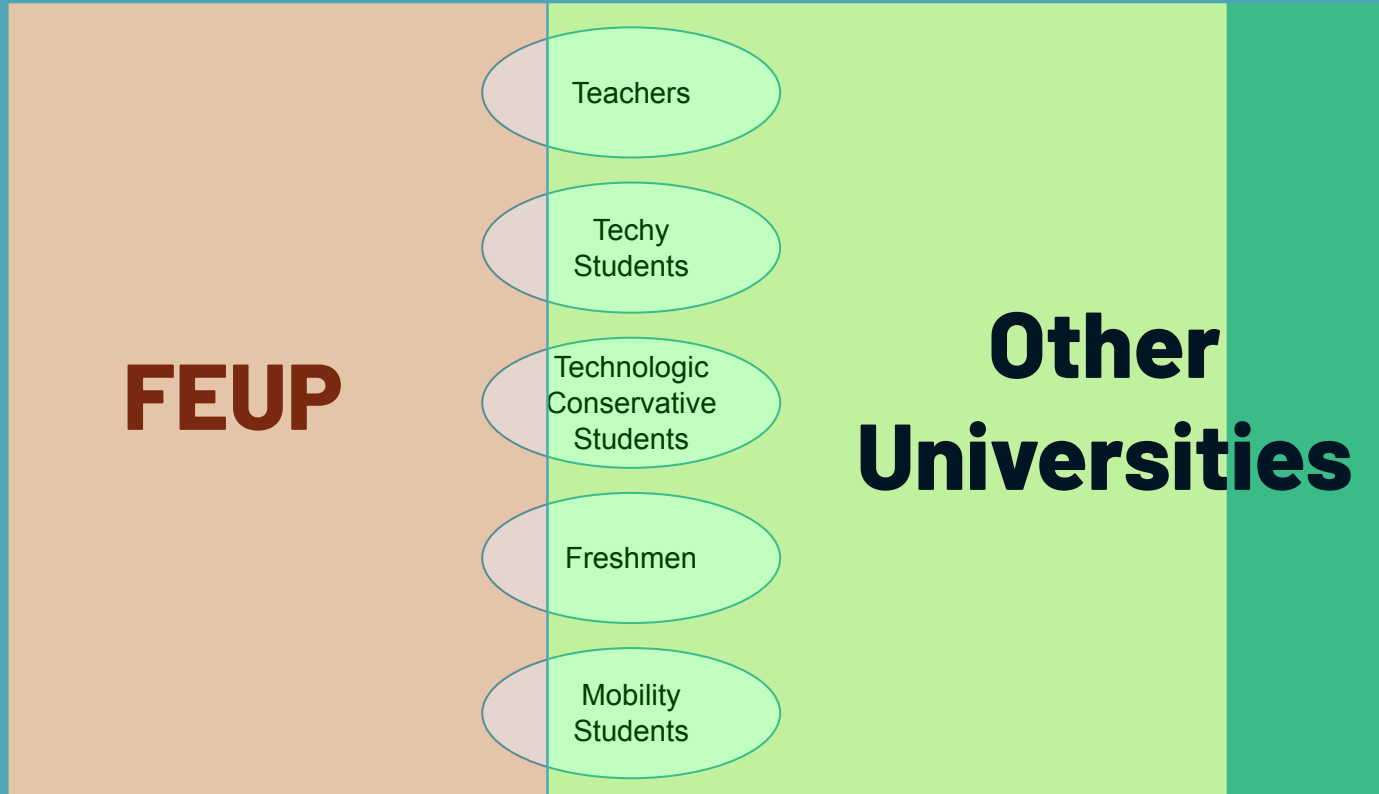 FEUP
Teachers
Techy
Students
Technologic
Conservative
Students
Freshmen
Mobility
Students
Other
Universities